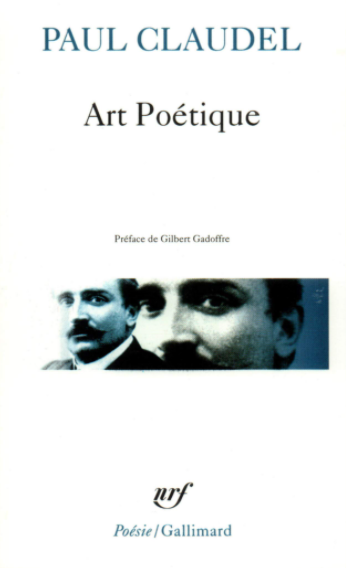 PAUL CLAUDEL
Art Poétique
Préface de Gilbert Gadoffre
nrf
Poésie/Gallimard